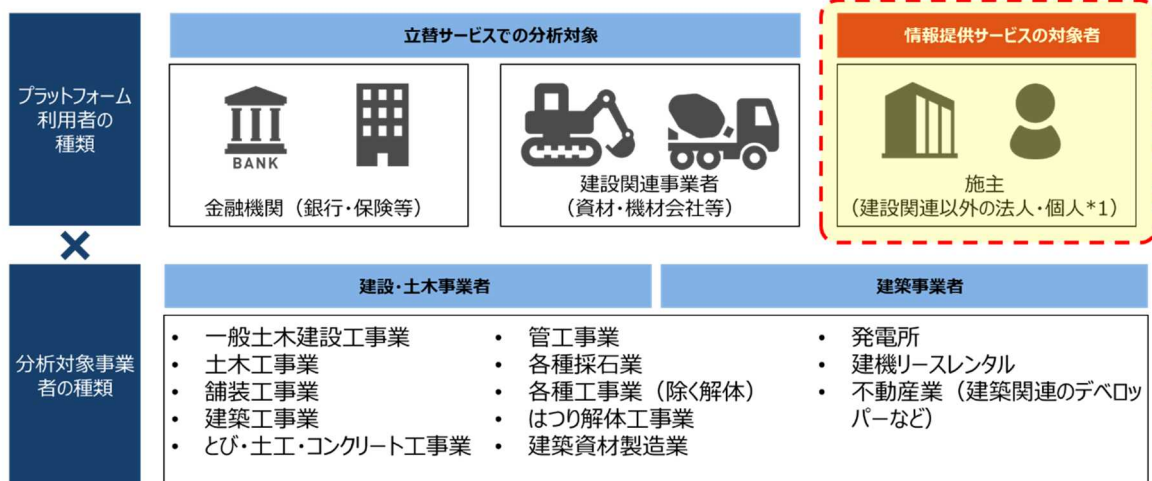 プラットフォーム
利用者の
種類
立替サービスでの分析対象
BANK
金融機関（銀行・保険等）
建設関連事業者
（資材・機材会社等）
情報提供サービスの対象者
施主
（建設関連以外の法人・個人*1）
×
分析対象事業
者の種類
建設・土木事業者
建築事業者
• 一般土木建設工事業
• 土木工事業
• 舗装工事業
• 建築工事業
• とび・土工・コンクリート工事業
• 管工事業
• 各種採石業
• 各種工事業（除く解体）
• はつり解体工事業
• 建築資材製造業
• 発電所
• 建機リースレンタル
• 不動産業（建築関連のデベロッ
パーなど）